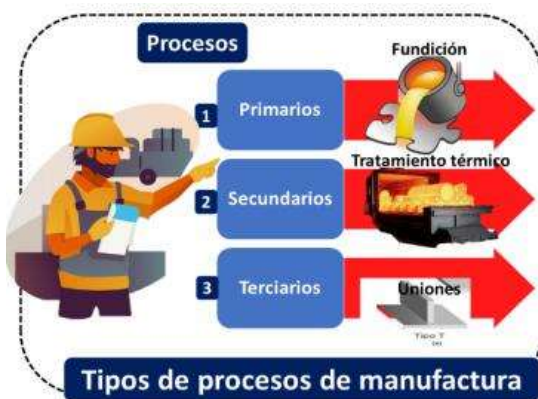 Procesos
Fundición
1
Primarios
Tratamiento térmico
2
Secundarios
3
Terciarios
Uniones
Tipo T
Tipos de procesos de manufactura